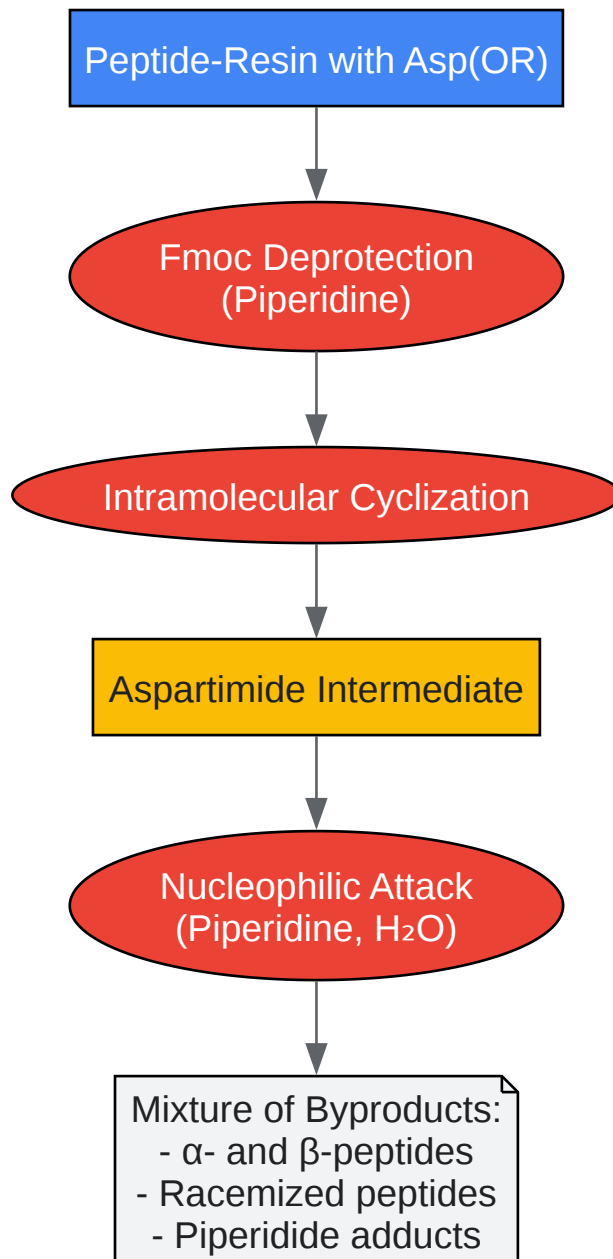 Peptide-Resin with Asp(OR)
Fmoc Deprotection
(Piperidine)
Intramolecular Cyclization
Aspartimide Intermediate
Nucleophilic Attack
(Piperidine, H₂O)
Mixture of Byproducts:
- α- and β-peptides
- Racemized peptides
- Piperidide adducts